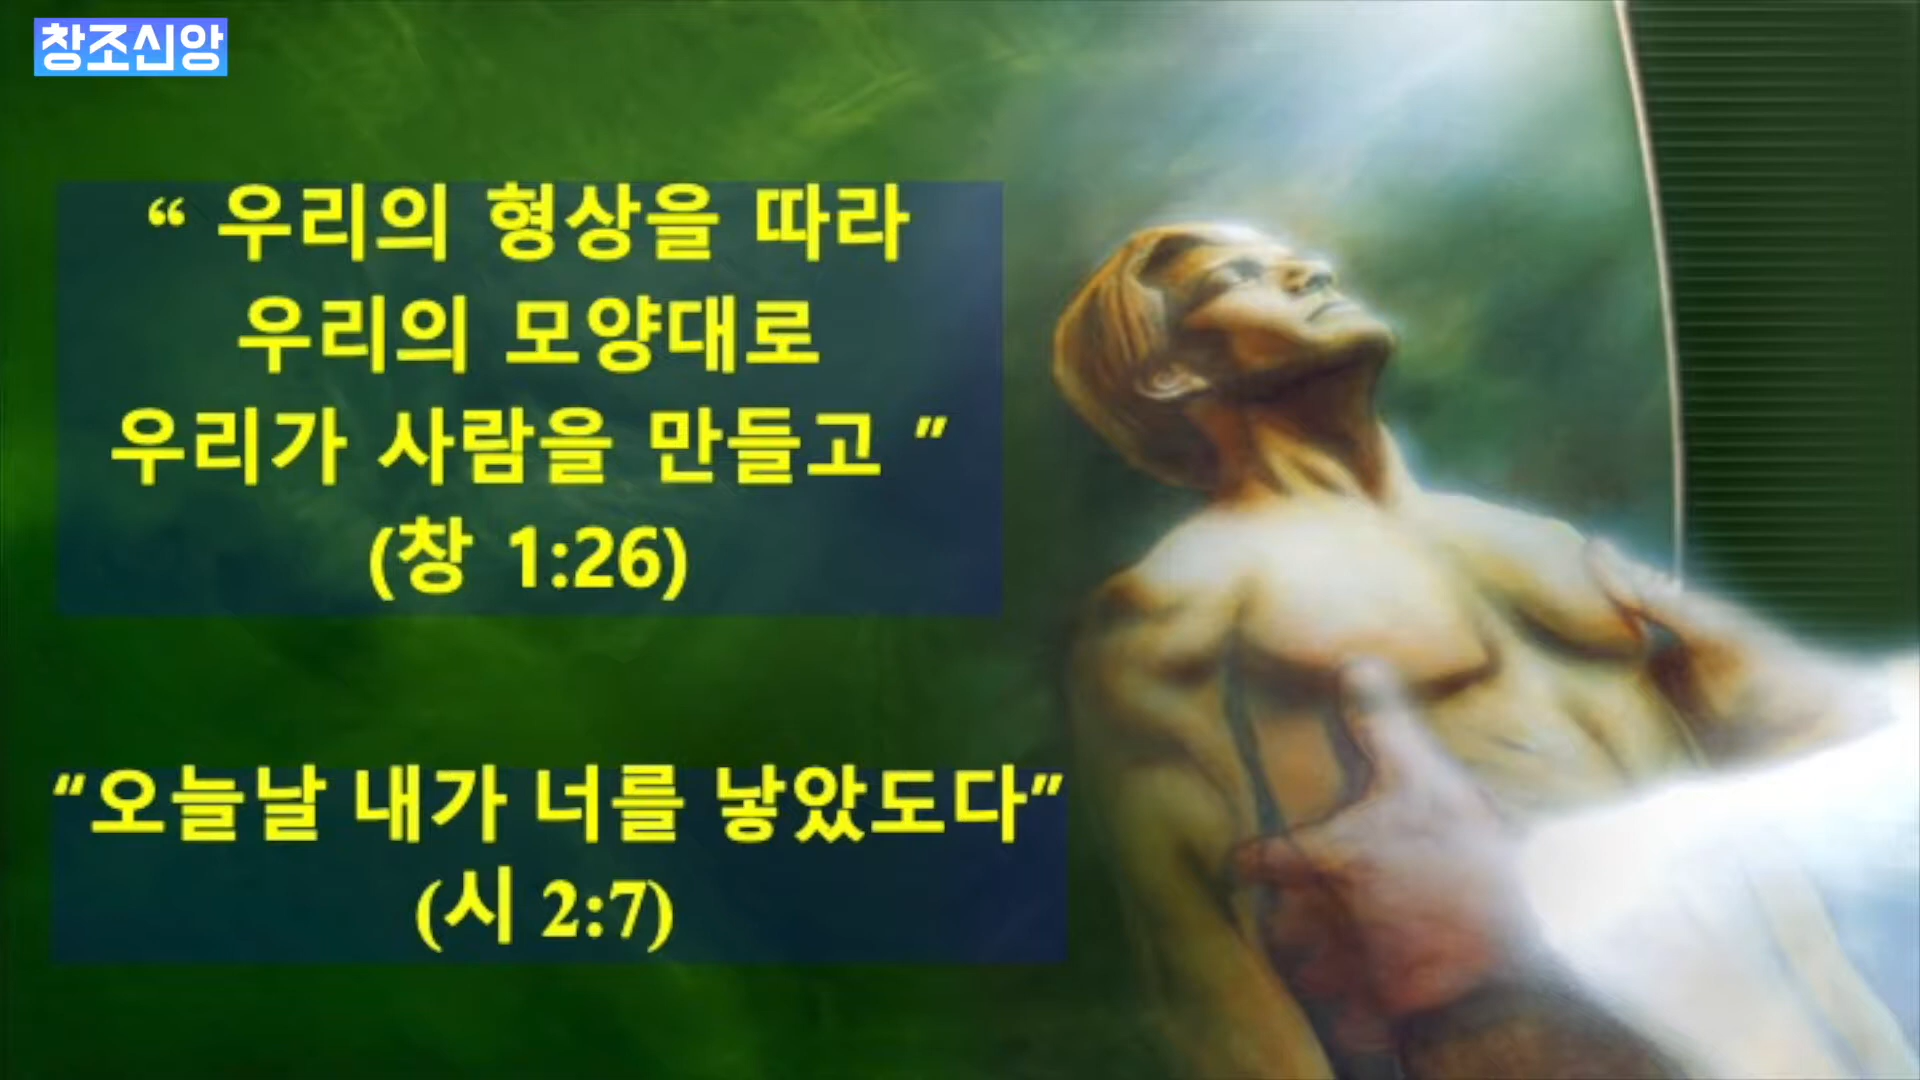 창조신앙
“ 우리의 형상을 따라
우리의 모양대로
우리가 사람을 만들고 ”
(창 1:26)
“오늘날 내가 너를 낳았도다”
(시 2:7)